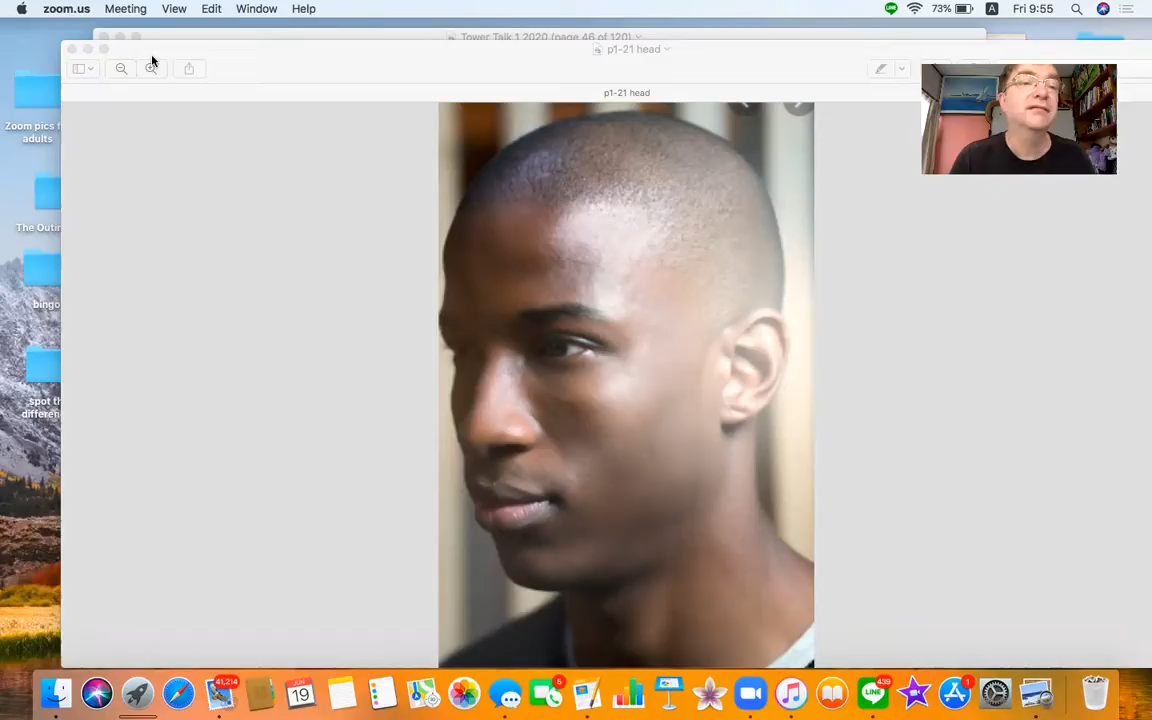 zoom.us Meeting View Edit Window Help 73% A Fri 9:55
Tower Talk 1 2020 (page 46 of 120)
p1-21 head
p1-21 head
Zoom pics f
adults
The Outi
bingo
spot th
differen
41,214
JUN
19
5
439
1